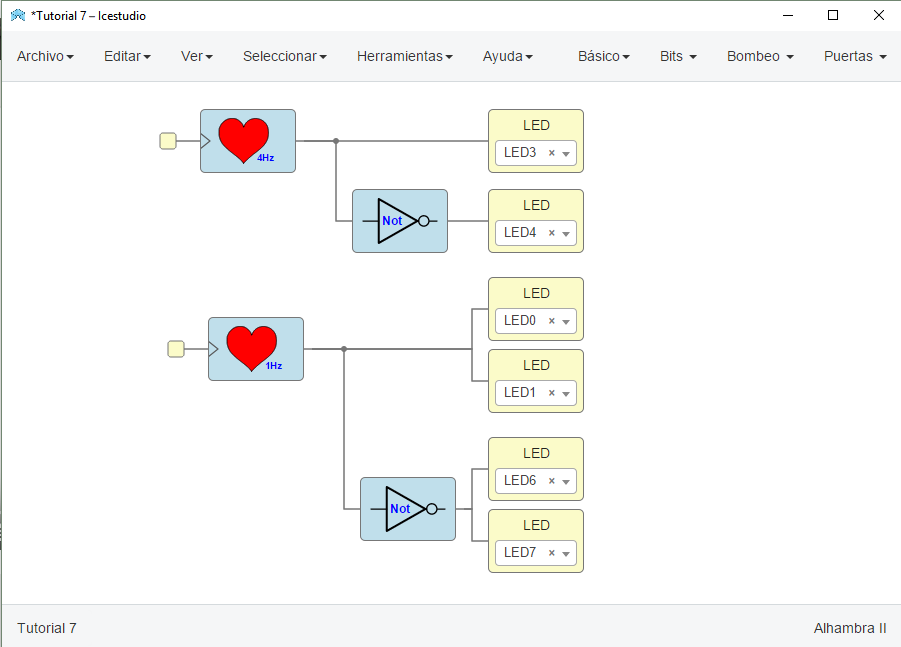 *Tutorial 7 – Icestudio
Archivo Editar Ver Seleccionar Herramientas Ayuda Básico Bits Bombeo Puertas
4Hz
LED
LED3 ×
Not
LED
LED4 ×
1Hz
LED
LED0 ×
LED
LED1 ×
Not
LED
LED6 ×
LED
LED7 ×
Tutorial 7
Alhambra II